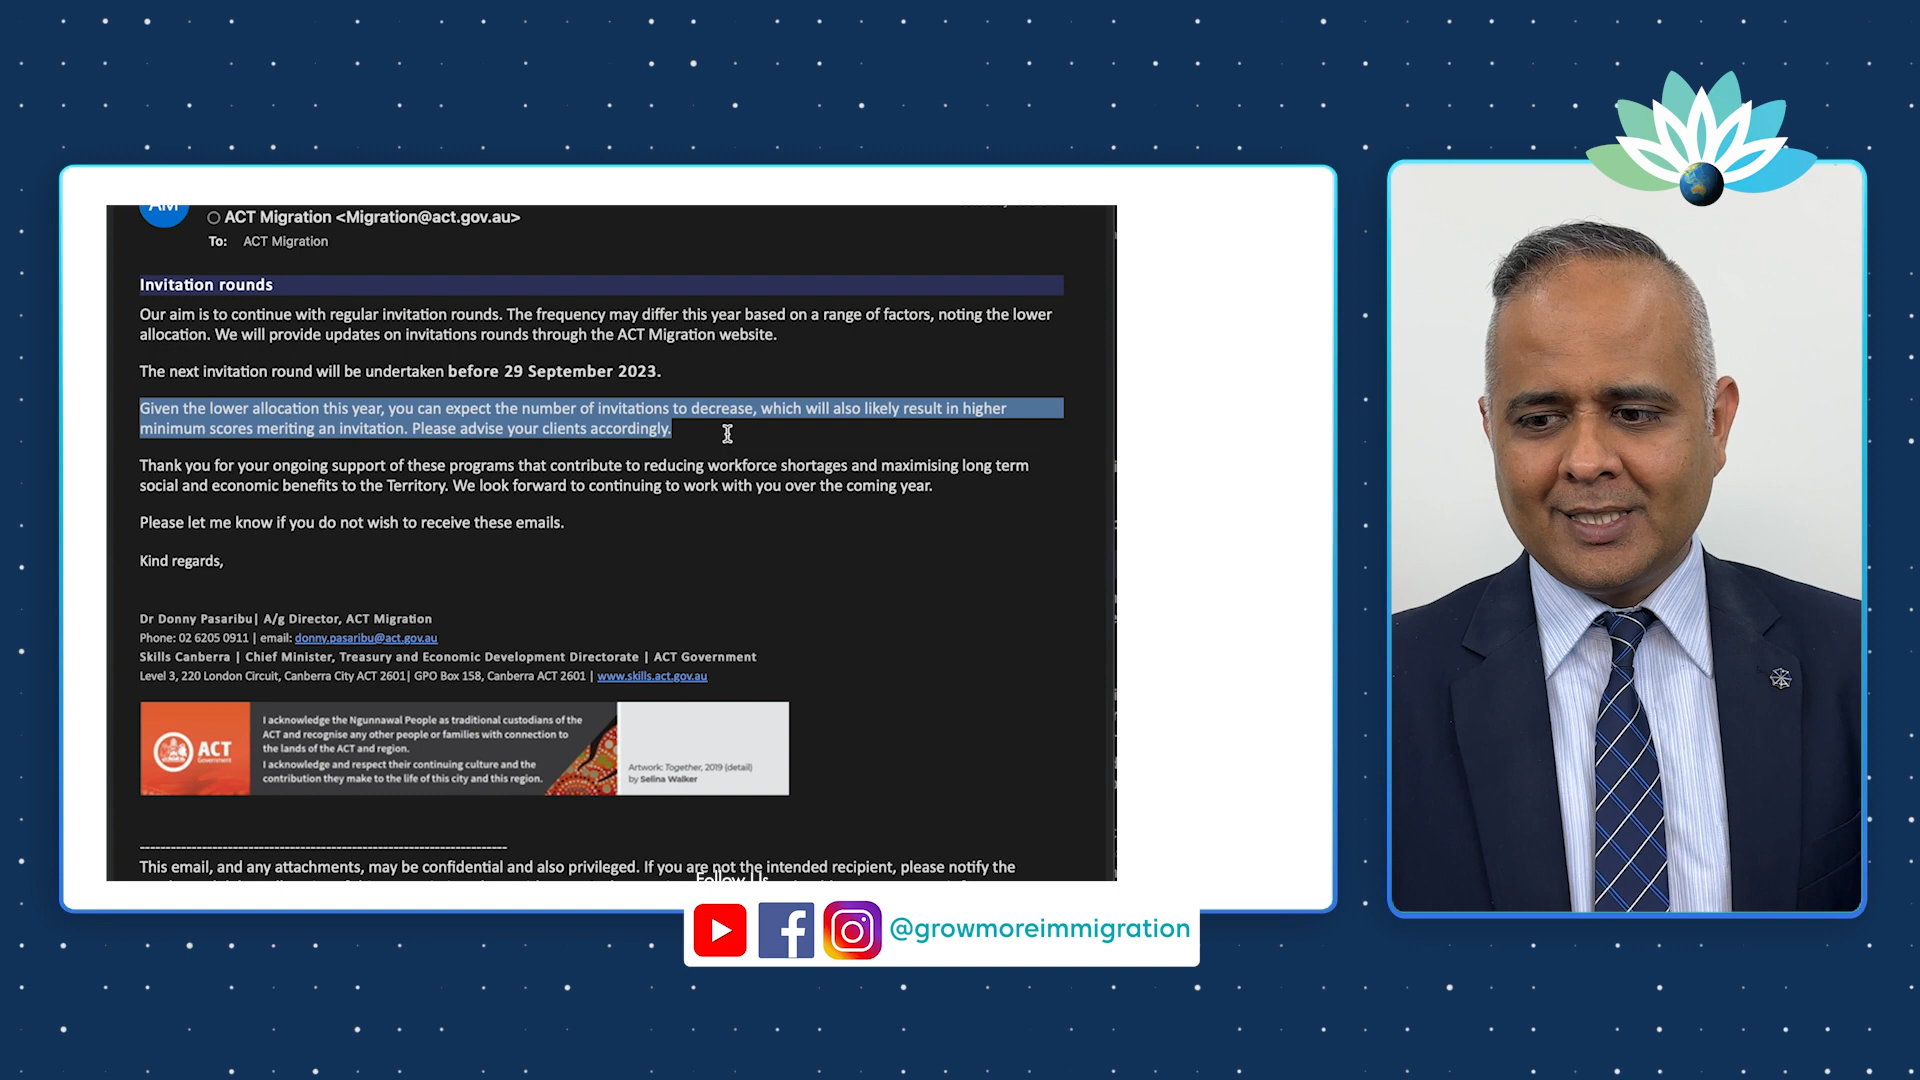 AM
ACT Migration <Migration@act.gov.au>
To: ACT Migration
Invitation rounds
Our aim is to continue with regular invitation rounds. The frequency may differ this year based on a range of factors, noting the lower
allocation. We will provide updates on invitations rounds through the ACT Migration website.
The next invitation round will be undertaken before 29 September 2023.
Given the lower allocation this year, you can expect the number of invitations to decrease, which will also likely result in higher
minimum scores meriting an invitation. Please advise your clients accordingly.
Thank you for your ongoing support of these programs that contribute to reducing workforce shortages and maximising long term
social and economic benefits to the Territory. We look forward to continuing to work with you over the coming year.
Please let me know if you do not wish to receive these emails.
Kind regards,
Dr Donny Pasaribu| A/g Director, ACT Migration
Phone: 02 6205 0911 | email: donny.pasaribu@act.gov.au
Skills Canberra | Chief Minister, Treasury and Economic Development Directorate | ACT Government
Level 3, 220 London Circuit, Canberra City ACT 2601| GPO Box 158, Canberra ACT 2601 | www.skills.act.gov.au
ACT
Government
I acknowledge the Ngunnawal People as traditional custodians of the
ACT and recognise any other people or families with connection to
the lands of the ACT and region.
I acknowledge and respect their continuing culture and the
contribution they make to the life of this city and this region.
Artwork: Together, 2019 (detail)
by Selina Walker
This email, and any attachments, may be confidential and also privileged. If you are not the intended recipient, please notify the
Follow Us
@growmoreimmigration